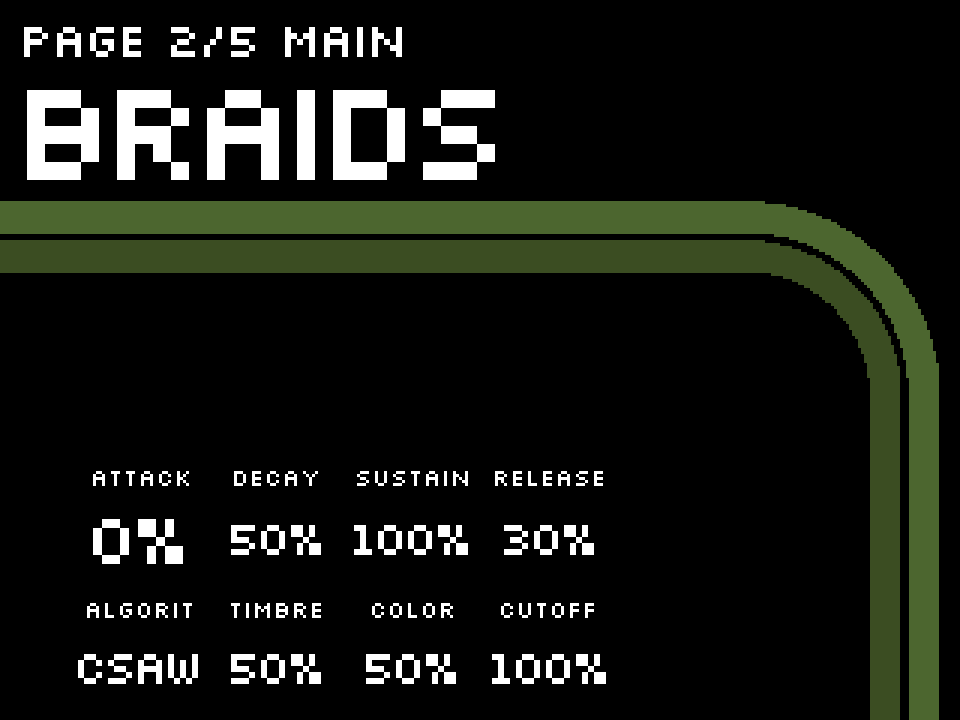 PAGE 2/5 MAIN
BRAIDS
ATTACK DECAY SUSTAIN RELEASE
0% 50% 100% 30%
ALGORIT TIMBRE COLOR CUTOFF
CSAW 50% 50% 100%